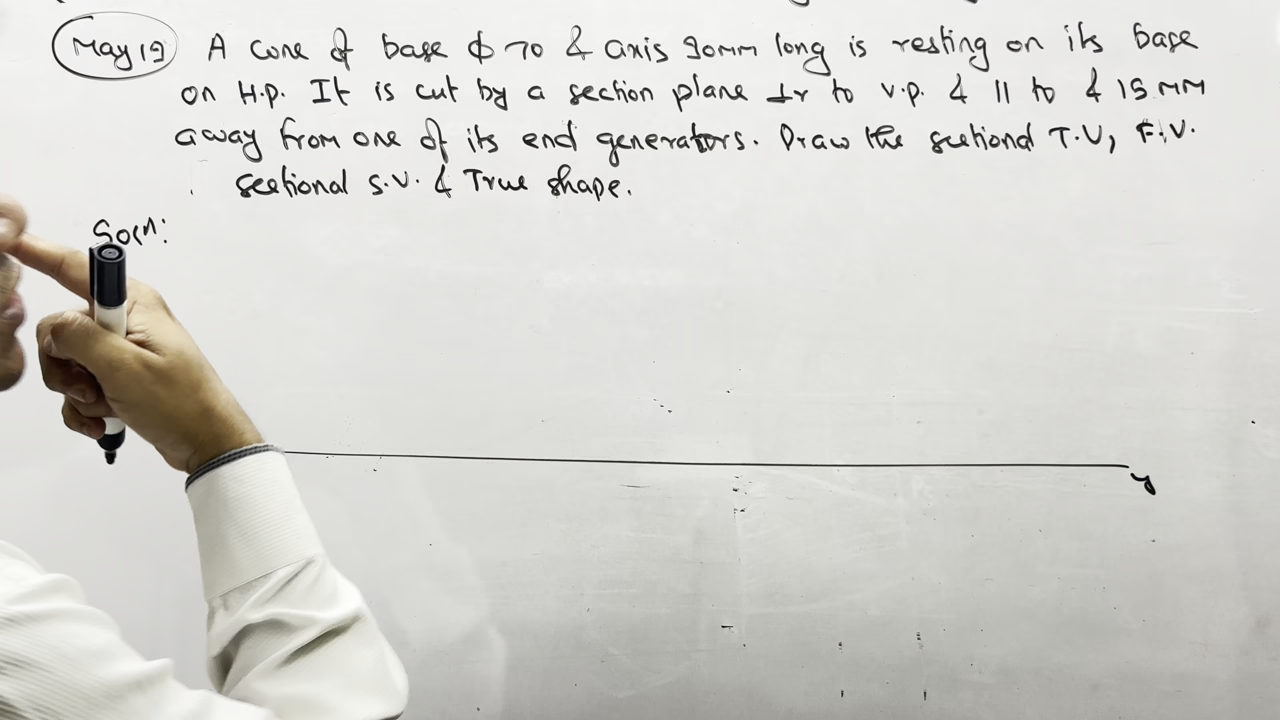 May 19 A cone of base φ 70 & axis 90mm long is resting on its base
on H.P. It is cut by a section plane ⊥r to V.P. & 11 to & 15 MM
away from one of its end generators. Draw the sectional T.V, F.V.
sectional S.V. & True shape.
Soln:
y